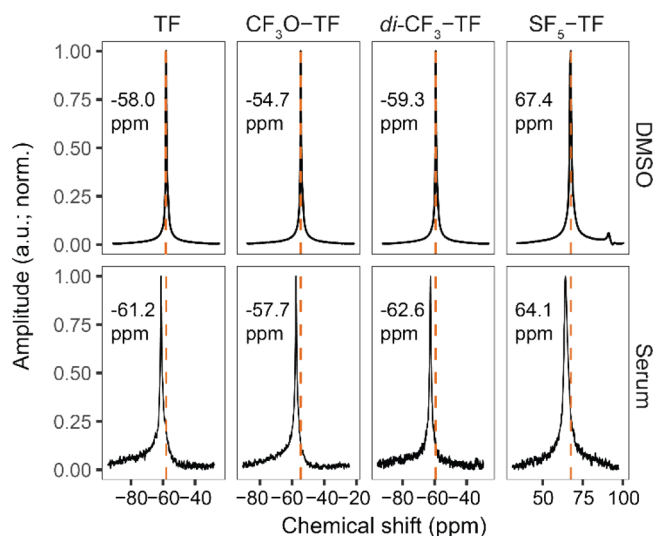 TF CF₃O−TF di-CF₃−TF SF₅−TF
Amplitude (a.u.; norm.)
1.00
0.75
0.50
0.25
0.00
-58.0
ppm
-54.7
ppm
-59.3
ppm
67.4
ppm
DMSO
1.00
0.75
0.50
0.25
0.00
-61.2
ppm
-57.7
ppm
-62.6
ppm
64.1
ppm
Serum
−80 −60 −40
−80 −60 −40 −20
−80 −60 −40
50 75 100
Chemical shift (ppm)